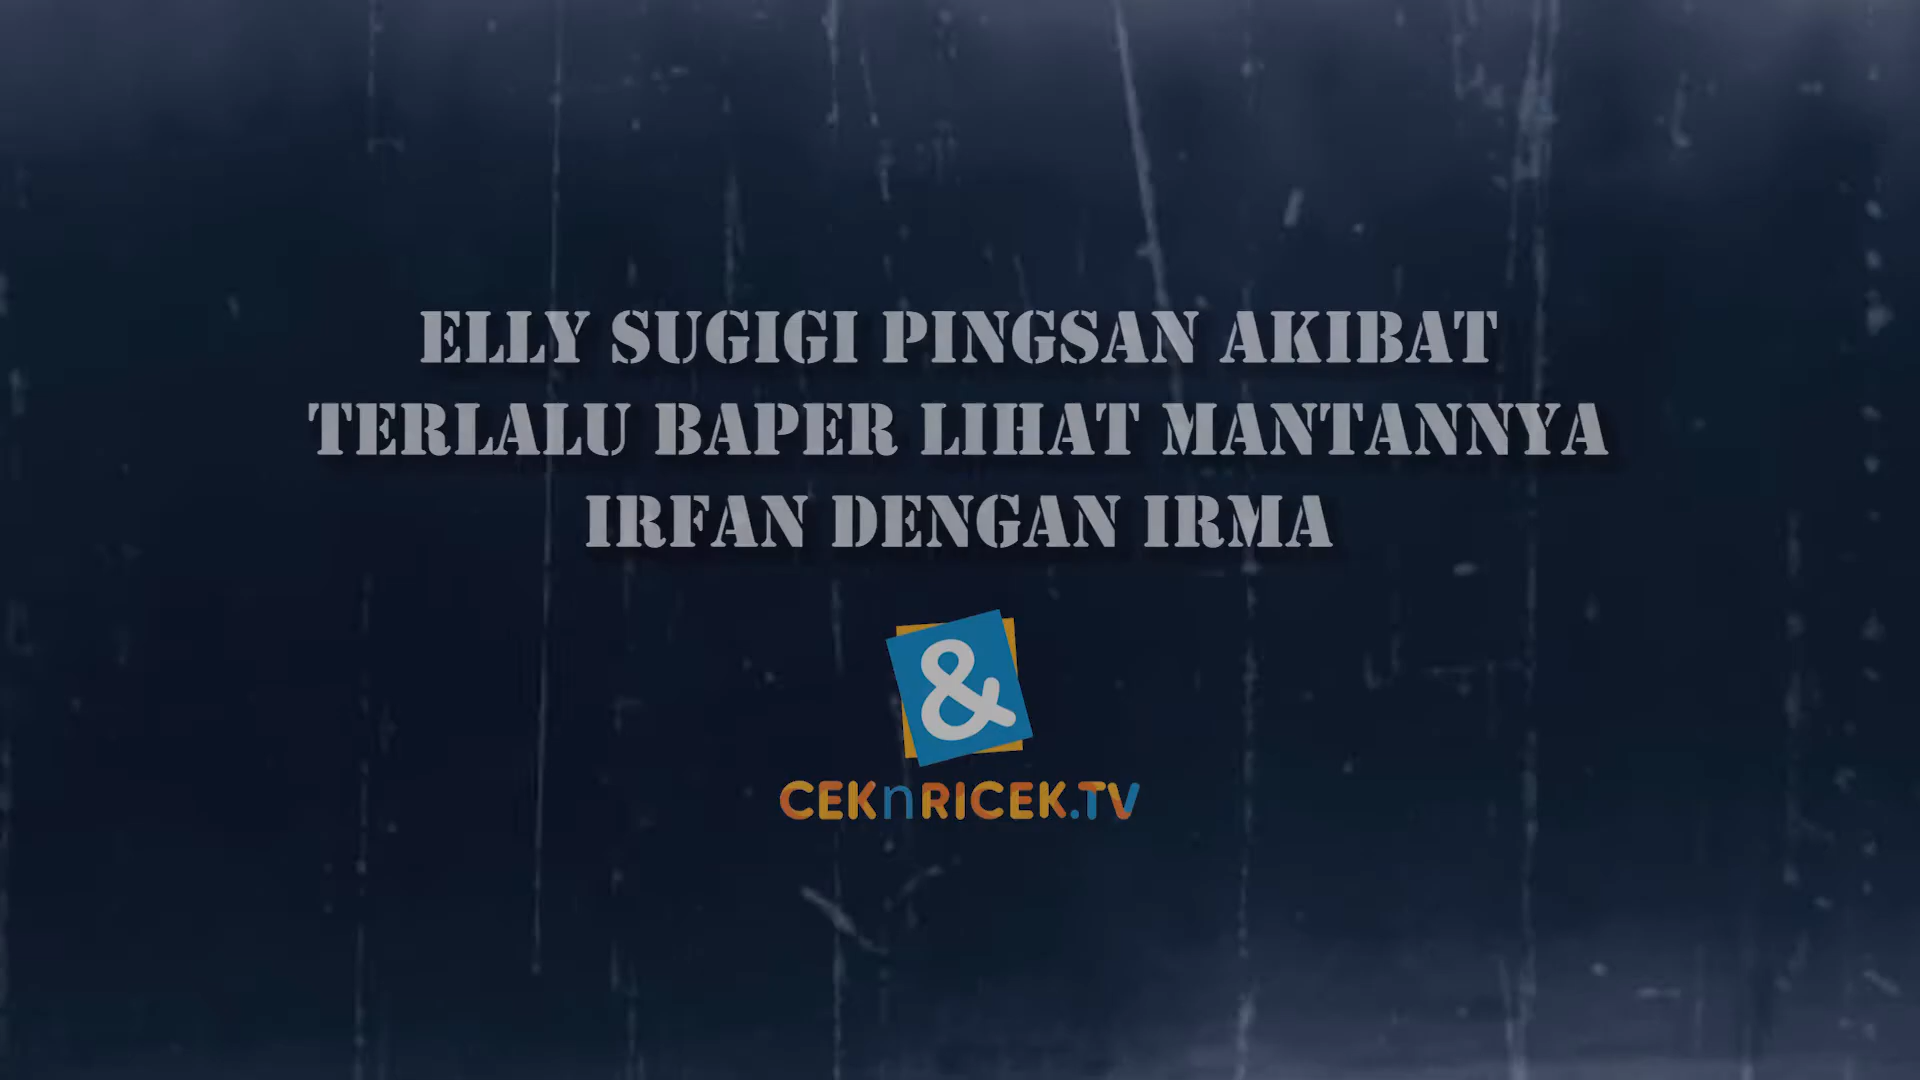 ELLY SUGIGI PINGSAN AKIBAT
TERLALU BAPER LIHAT MANTANNYA
IRFAN DENGAN IRMA
&
CEKnRICEK.TV